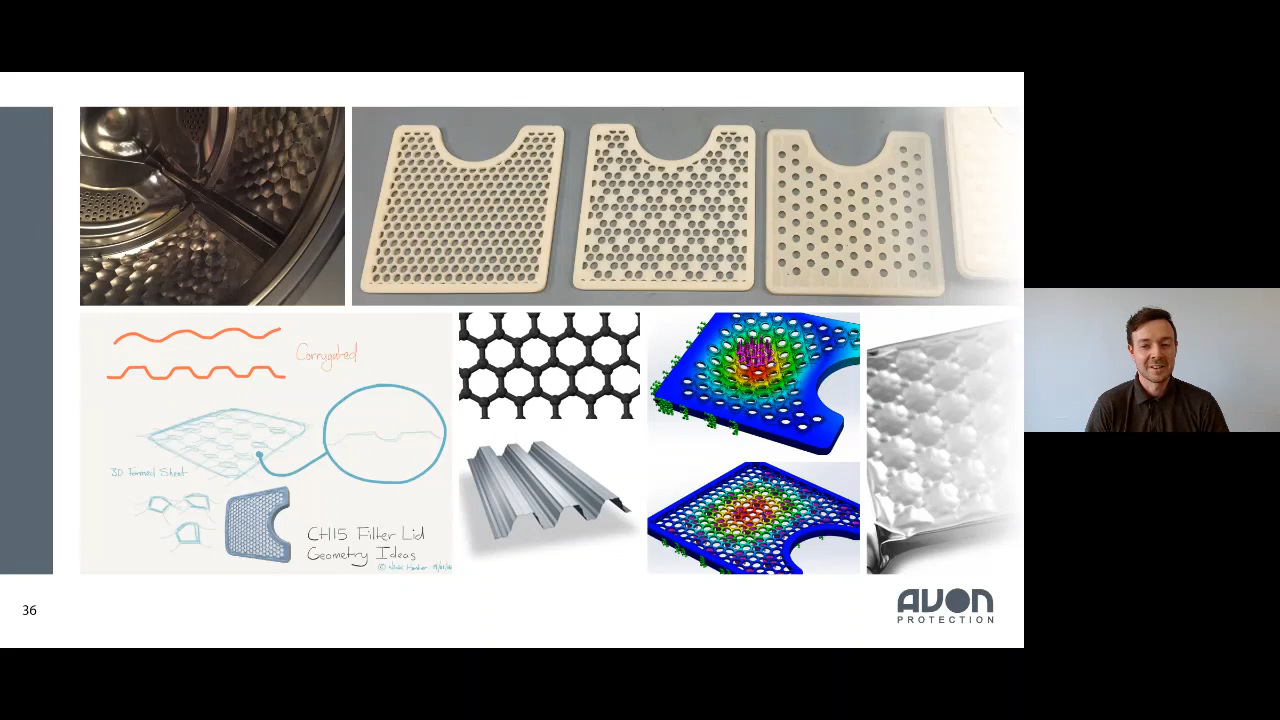 Corrugated
3D Formed Sheet
CH15 Filter Lid
Geometry Ideas
36
AVON
PROTECTION